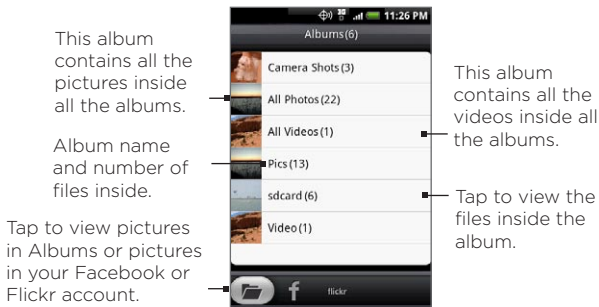 11:26 PM
Albums(6)
Camera Shots(3)
All Photos(22)
All Videos(1)
Pics(13)
sdcard(6)
Video(1)
flickr
This album
contains all the
pictures inside
all the albums.
Album name
and number of
files inside.
Tap to view pictures
in Albums or pictures
in your Facebook or
Flickr account.
This album
contains all the
videos inside all
the albums.
Tap to view the
files inside the
album.